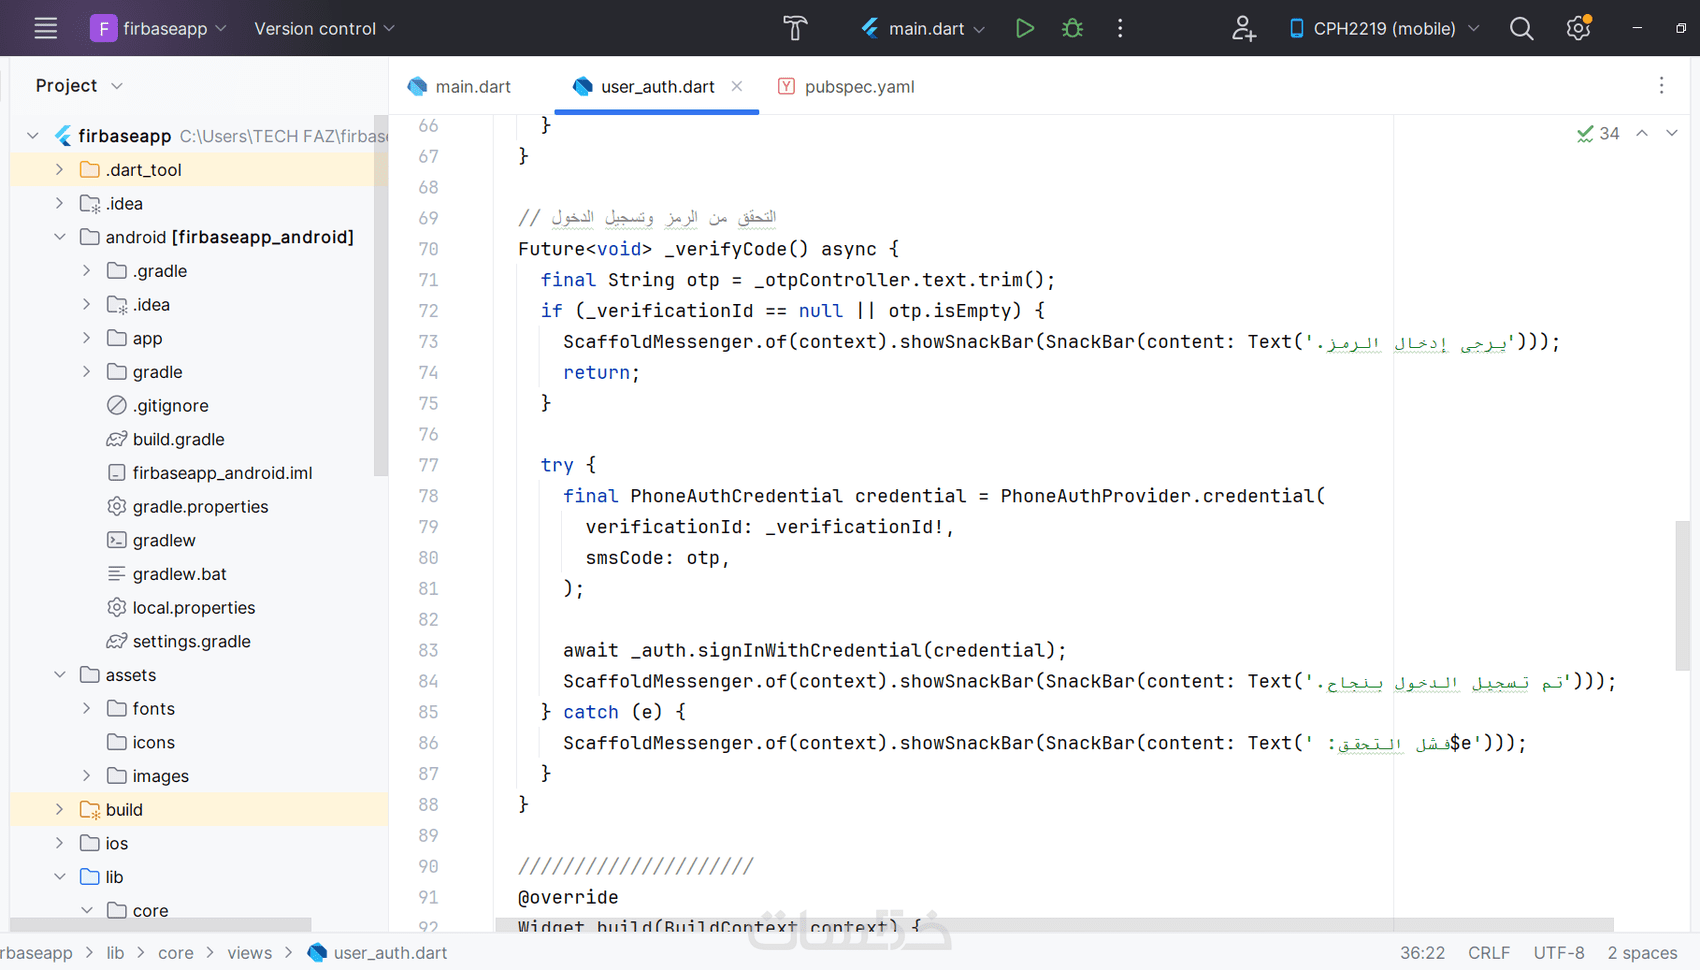 F firbaseapp Version control main.dart CPH2219 (mobile)
Project
main.dart user_auth.dart pubspec.yaml
firbaseapp C:\Users\TECH FAZ\firbase
.dart_tool
.idea
android [firbaseapp_android]
.gradle
.idea
app
gradle
.gitignore
build.gradle
firbaseapp_android.iml
gradle.properties
gradlew
gradlew.bat
local.properties
settings.gradle
assets
fonts
icons
images
build
ios
lib
core
34
66 }
67 }
68
69 // التحقق من الرمز وتسجيل الدخول
70 Future<void> _verifyCode() async {
71 final String otp = _otpController.text.trim();
72 if (_verificationId == null || otp.isEmpty) {
73 ScaffoldMessenger.of(context).showSnackBar(SnackBar(content: Text('يرجى إدخال الرمز.')));
74 return;
75 }
76
77 try {
78 final PhoneAuthCredential credential = PhoneAuthProvider.credential(
79 verificationId: _verificationId!,
80 smsCode: otp,
81 );
82
83 await _auth.signInWithCredential(credential);
84 ScaffoldMessenger.of(context).showSnackBar(SnackBar(content: Text('تم تسجيل الدخول بنجاح.')));
85 } catch (e) {
86 ScaffoldMessenger.of(context).showSnackBar(SnackBar(content: Text('فشل التحقق: $e')));
87 }
88 }
89
90 /////////////////////
91 @override
92 Widget build(BuildContext context) {
خمسات
rbaseapp > lib > core > views > user_auth.dart 36:22 CRLF UTF-8 2 spaces